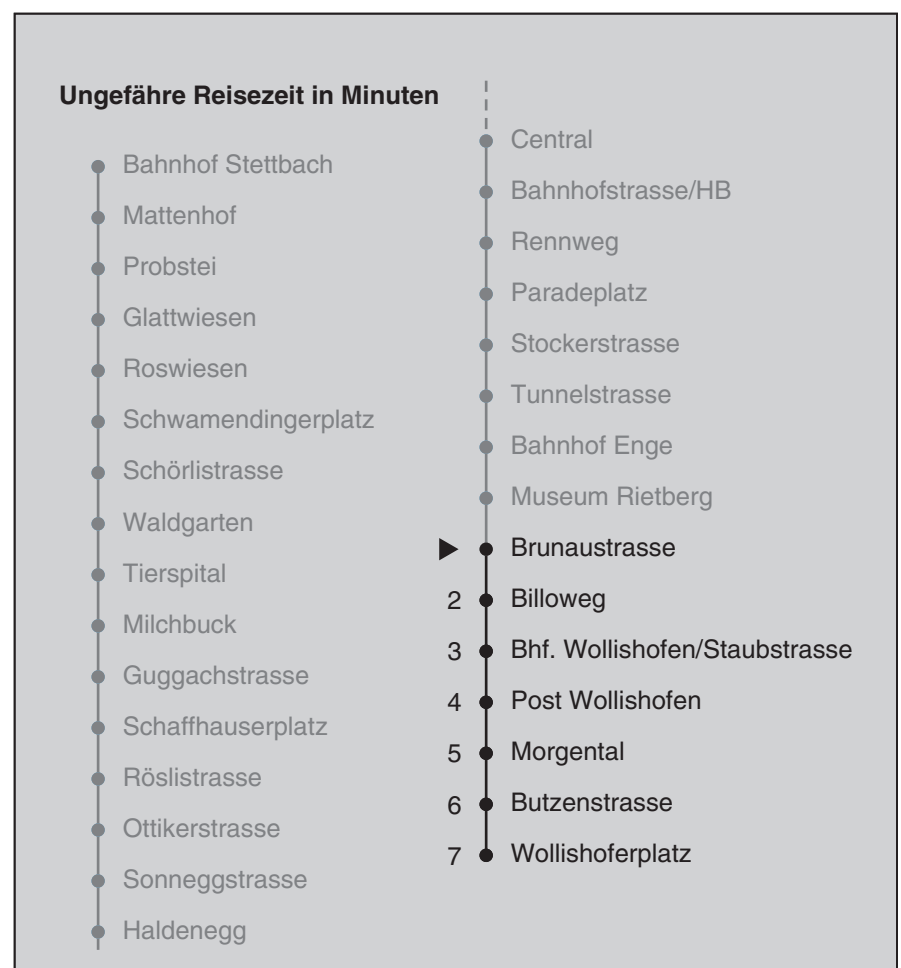 Ungefähre Reisezeit in Minuten
Bahnhof Stettbach
Mattenhof
Probstei
Glattwiesen
Roswiesen
Schwamendingerplatz
Schörlistrasse
Waldgarten
Tierspital
Milchbuck
Guggachstrasse
Schaffhauserplatz
Röslistrasse
Ottikerstrasse
Sonneggstrasse
Haldenegg
Central
Bahnhofstrasse/HB
Rennweg
Paradeplatz
Stockerstrasse
Tunnelstrasse
Bahnhof Enge
Museum Rietberg
Brunaustrasse
2 Billoweg
3 Bhf. Wollishofen/Staubstrasse
4 Post Wollishofen
5 Morgental
6 Butzenstrasse
7 Wollishoferplatz